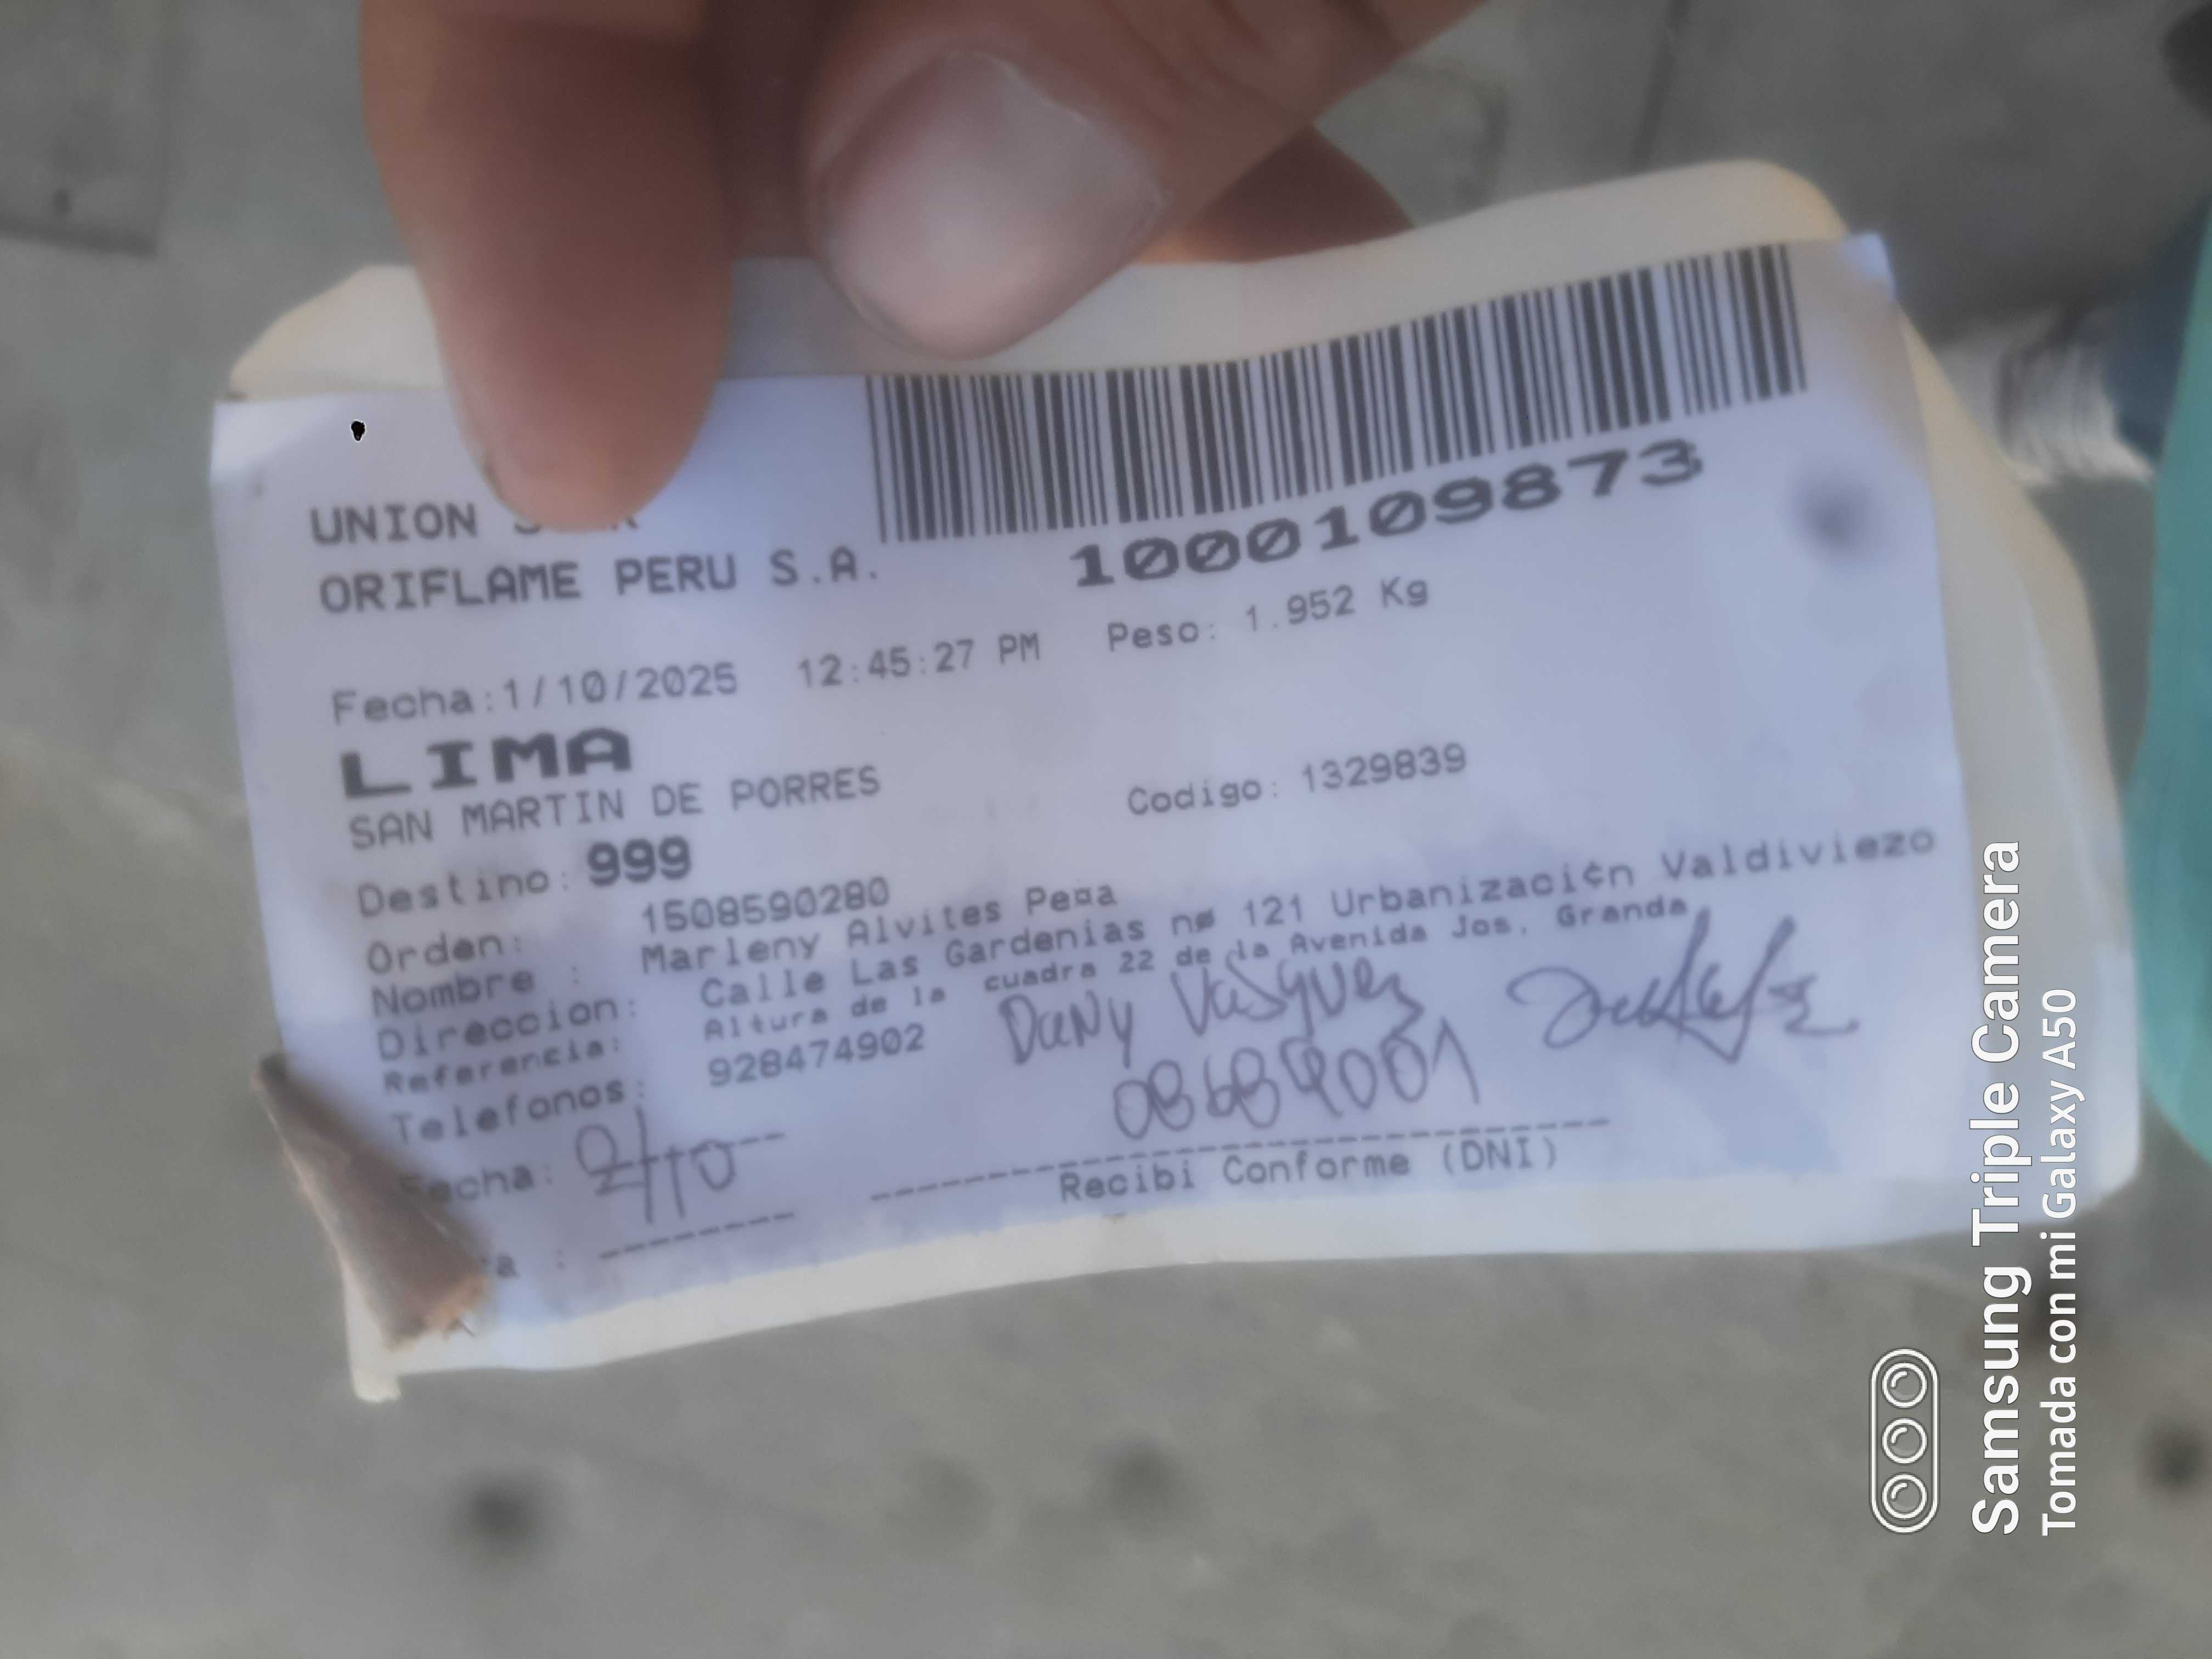 UNION
ORIFLAME PERU S.A.
1000109873
Fecha:1/10/2025 12:45:27 PM Peso: 1.952 Kg
LIMA
SAN MARTIN DE PORRES
Codigo: 1329839
Destino: 999
Orden: 1508590280
Nombre : Marleny Alvites Pe¤a
Direccion: Calle Las Gardenias nø 121 Urbanizaci¢n Valdiviezo
Referencia: Altura de la cuadra 22 de la Avenida Jos, Granda
Telefonos: 928474902
Dany Vasquez
08689001
Fecha: 2/10
Recibi Conforme (DNI)
Samsung Triple Camera
Tomada con mi Galaxy A50